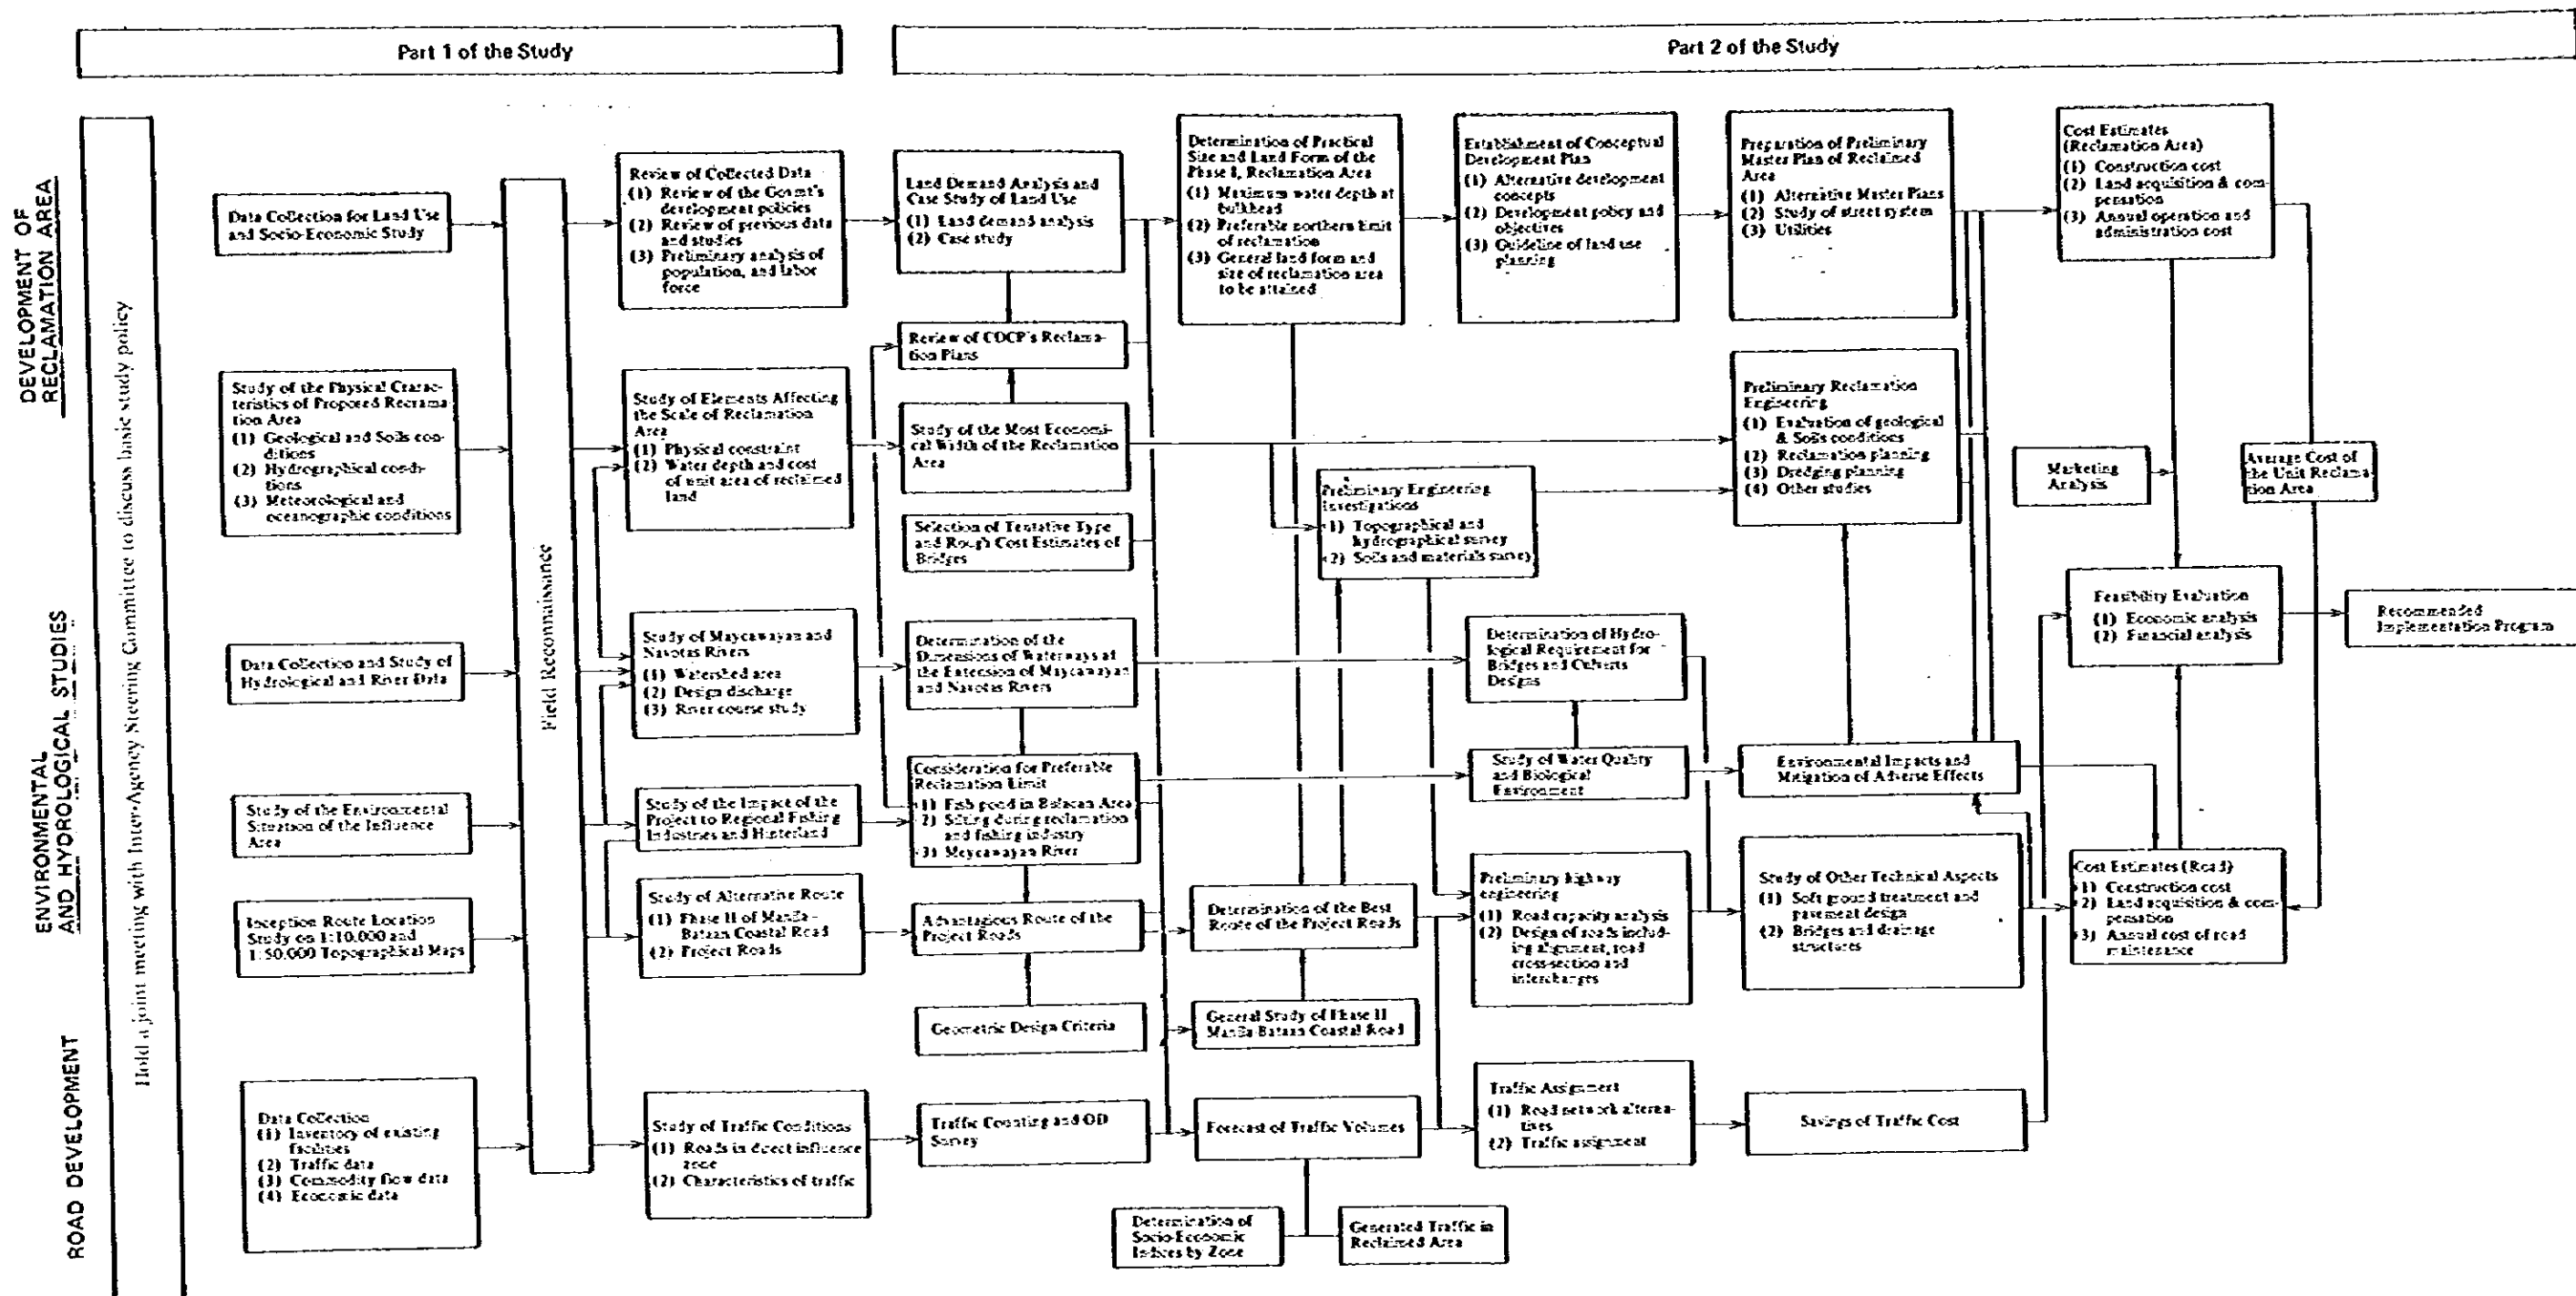 Part 1 of the Study
Part 2 of the Study
DEVELOPMENT OF
RECLAMATION AREA
ENVIRONMENTAL
AND HYDROLOGICAL STUDIES
ROAD DEVELOPMENT
Hold a joint meeting with Inter-Agency Steering Committee to discuss basic study policy
Data Collection for Land Use
and Socio-Economic Study
Study of the Physical Charac-
teristics of Proposed Recrama
tion Area
(1) Geological and Soils con-
ditions
(2) Hydrographical condi-
tions
(3) Meteorological and
oceanographic conditions
Data Collection and Study of
Hydrological and River Data
Study of the Environmental
Situation of the Influence
Area
Inception Route Location
Study on 1:10,000 and
1:50,000 Topographical Maps
Data Collection
(1) Inventory of existing
facilities
(2) Traffic data
(3) Commodity flow data
(4) Economic data
Field Reconnaissance
Review of Collected Data
(1) Review of the Govmt's
development policies
(2) Review of previous data
and studies
(3) Preliminary analysis of
population, and labor
force
Study of Elements Affecting
the Scale of Reclamation
Area
(1) Physical constraint
(2) Water depth and cost
of unit area of reclaimed
land
Study of Maycawayan and
Navotas Rivers
(1) Watershed area
(2) Design discharge
(3) River course study
Study of the Impact of the
Project to Regional Fishing
Industries and Hinterland
Study of Alternative Route
(1) Phase II of Manila-
Bataan Coastal Road
(2) Project Roads
Study of Traffic Conditions
(1) Roads in direct influence
zone
(2) Characteristics of traffic
Land Demand Analysis and
Case Study of Land Use
(1) Land demand analysis
(2) Case study
Review of CDCP's Reclama-
tion Plans
Study of the Most Economi-
cal Width of the Reclamation
Area
Selection of Tentative Type
and Rough Cost Estimates of
Bridges
Determination of the
Dimensions of Waterways at
the Extension of Maycawayan
and Navotas Rivers
Consideration for Preferable
Reclamation Limit
(1) Fish pond in Bulacan Area
(2) Silting during reclamation
and fishing industry
(3) Meycawayan River
Advantagious Route of the
Project Roads
Geometric Design Criteria
Traffic Counting and OD
Survey
Determination of Practical
Size and Land Form of the
Phase I, Reclamation Area
(1) Maximum water depth at
bulkhead
(2) Preferable northern limit
of reclamation
(3) General land form and
size of reclamation area
to be attained
Preliminary Engineering
Investigations
(1) Topographical and
hydrographical survey
(2) Soils and materials survey
Determination of the Best
Route of the Project Roads
General Study of Phase II
Manila-Bataan Coastal Road
Forecast of Traffic Volumes
Determination of
Socio-Economic
Indices by Zone
Generated Traffic in
Reclaimed Area
Establishment of Conceptual
Development Plan
(1) Alternative development
concepts
(2) Development policy and
objectives
(3) Guideline of land use
planning
Determination of Hydro-
logical Requirement for
Bridges and Culverts
Designs
Study of Water Quality
and Biological
Environment
Preliminary highway
engineering
(1) Road capacity analysis
(2) Design of roads includ-
ing alignment, road
cross-section and
interchanges
Traffic Assignment
(1) Road network alterna-
tives
(2) Traffic assignment
Preparation of Preliminary
Master Plan of Reclaimed
Area
(1) Alternative Master Plans
(2) Study of street system
(3) Utilities
Preliminary Reclamation
Engineering
(1) Evaluation of geological
& Soils conditions
(2) Reclamation planning
(3) Dredging planning
(4) Other studies
Environmental Impacts and
Mitigation of Adverse Effects
Study of Other Technical Aspects
(1) Soft ground treatment and
pavement design
(2) Bridges and drainage
structures
Savings of Traffic Cost
Cost Estimates
(Reclamation Area)
(1) Construction cost
(2) Land acquisition & com-
pensation
(3) Annual operation and
administration cost
Marketing
Analysis
Average Cost of
the Unit Reclama-
tion Area
Feasibility Evaluation
(1) Economic analysis
(2) Financial analysis
Cost Estimates (Road)
(1) Construction cost
(2) Land acquisition & com-
pensation
(3) Annual cost of road
maintenance
Recommended
Implementation Program